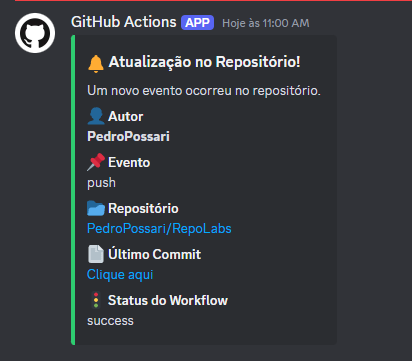 GitHub Actions APP Hoje às 11:00 AM
🔔 Atualização no Repositório!
Um novo evento ocorreu no repositório.
👤 Autor
PedroPossari
📌 Evento
push
📂 Repositório
PedroPossari/RepoLabs
📄 Último Commit
Clique aqui
🚦 Status do Workflow
success